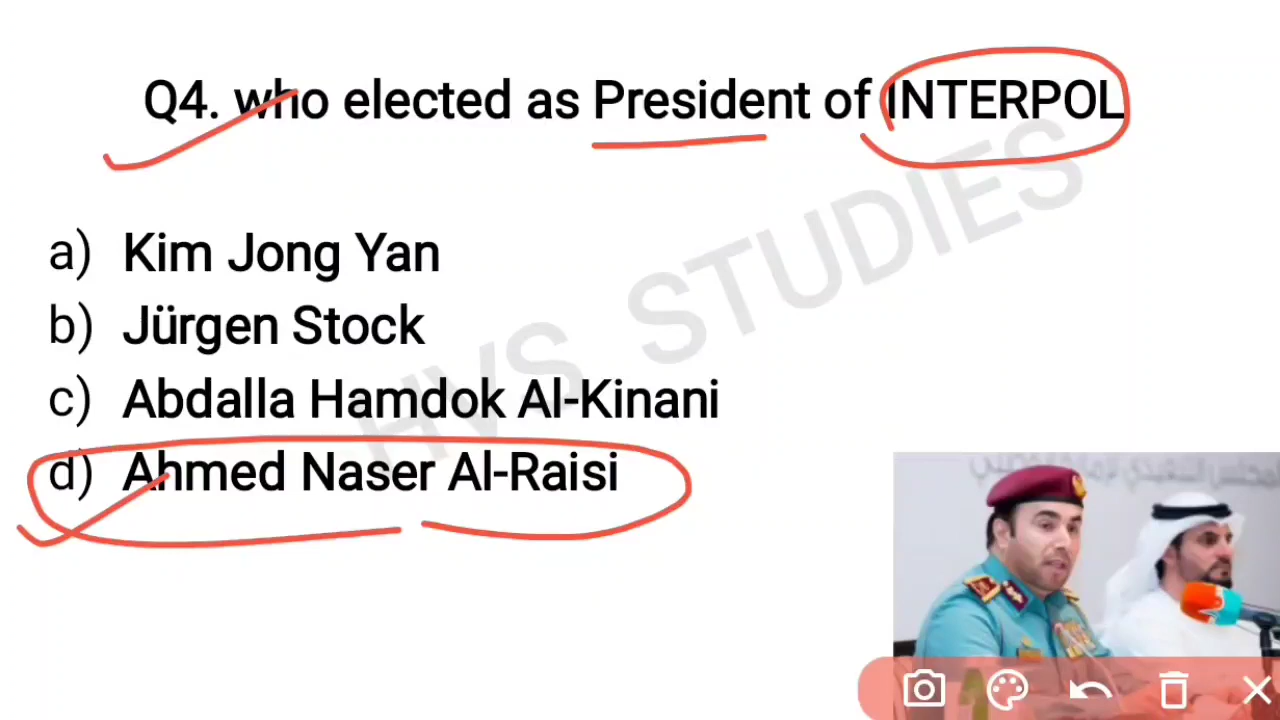 Q4. who elected as President of INTERPOL
a) Kim Jong Yan
b) Jürgen Stock
c) Abdalla Hamdok Al-Kinani
d) Ahmed Naser Al-Raisi
HVS STUDIES